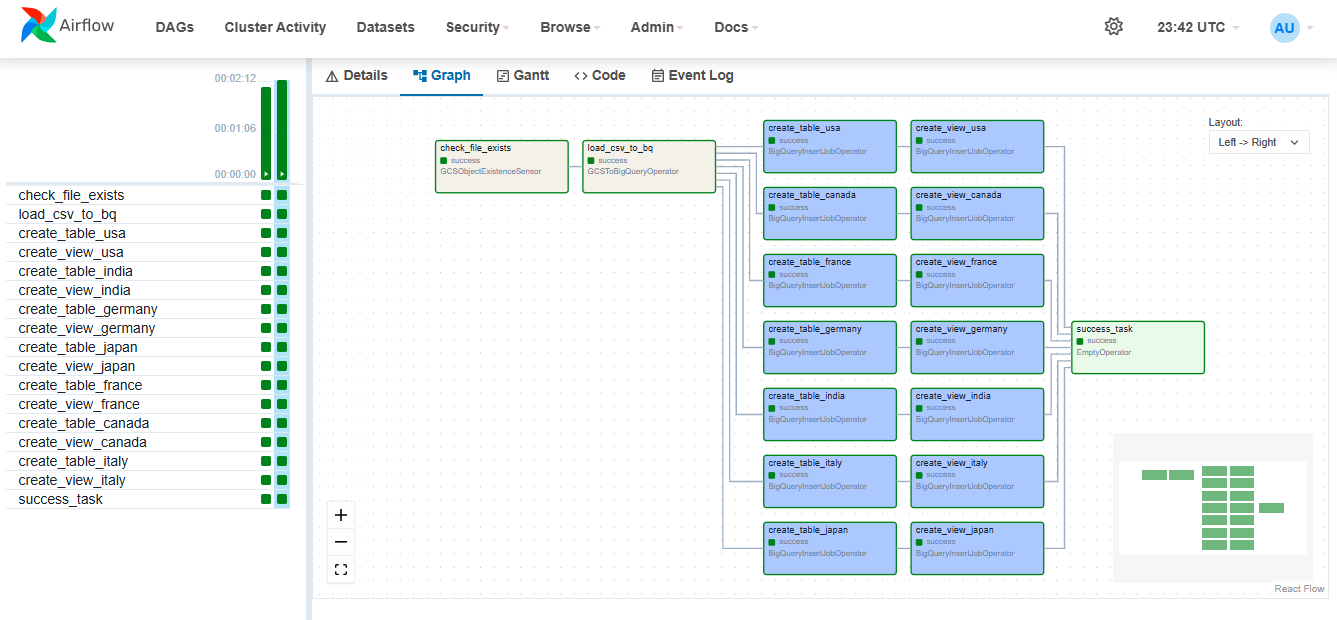 Airflow
DAGs Cluster Activity Datasets Security Browse Admin Docs 23:42 UTC AU
Details Graph Gantt Code Event Log
00:02:12
00:01:06
00:00:00
check_file_exists
load_csv_to_bq
create_table_usa
create_view_usa
create_table_india
create_view_india
create_table_germany
create_view_germany
create_table_japan
create_view_japan
create_table_france
create_view_france
create_table_canada
create_view_canada
create_table_italy
create_view_italy
success_task
check_file_exists
success
GCSObjectExistenceSensor
load_csv_to_bq
success
GCSToBigQueryOperator
create_table_usa
success
BigQueryInsertJobOperator
create_view_usa
success
BigQueryInsertJobOperator
create_table_canada
success
BigQueryInsertJobOperator
create_view_canada
success
BigQueryInsertJobOperator
create_table_france
success
BigQueryInsertJobOperator
create_view_france
success
BigQueryInsertJobOperator
create_table_germany
success
BigQueryInsertJobOperator
create_view_germany
success
BigQueryInsertJobOperator
create_table_india
success
BigQueryInsertJobOperator
create_view_india
success
BigQueryInsertJobOperator
create_table_italy
success
BigQueryInsertJobOperator
create_view_italy
success
BigQueryInsertJobOperator
create_table_japan
success
BigQueryInsertJobOperator
create_view_japan
success
BigQueryInsertJobOperator
success_task
success
EmptyOperator
Layout:
Left -> Right
React Flow